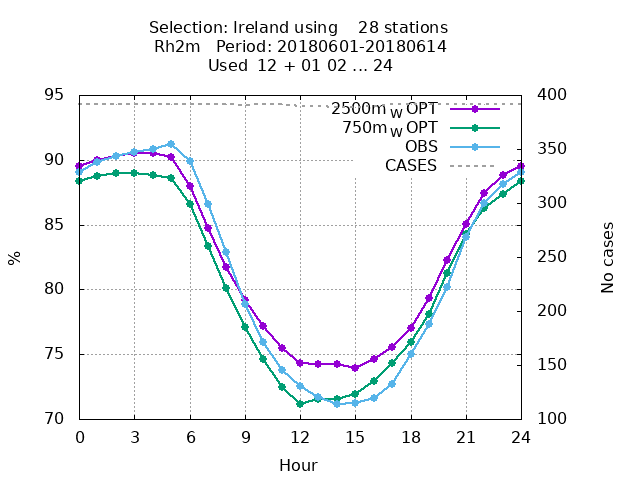 Selection: Ireland using    28 stations
Rh2m   Period: 20180601-20180614
Used  12 + 01 02 ... 24
95
90
85
80
75
70
%
400
350
300
250
200
150
100
No cases
2500m W OPT
750m W OPT
OBS
CASES
0 3 6 9 12 15 18 21 24
Hour